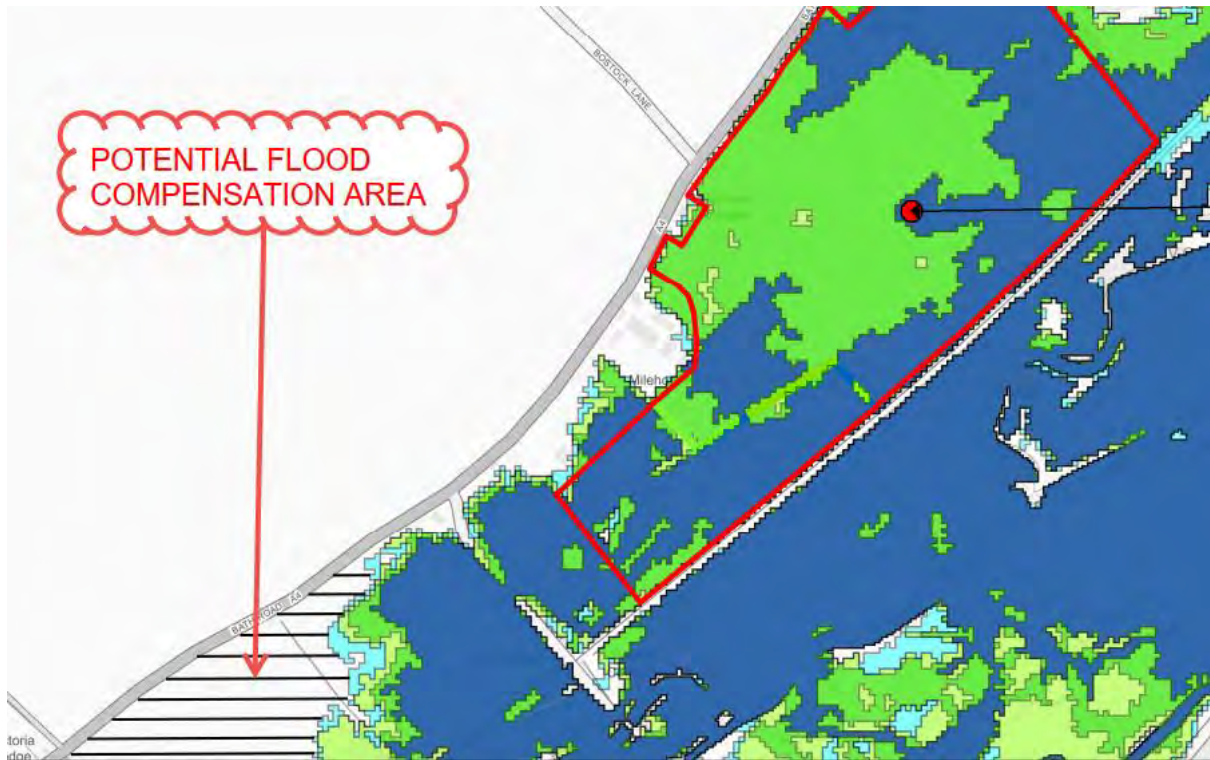 BOSTOCK LANE
POTENTIAL FLOOD
COMPENSATION AREA
A4
BATH ROAD A4